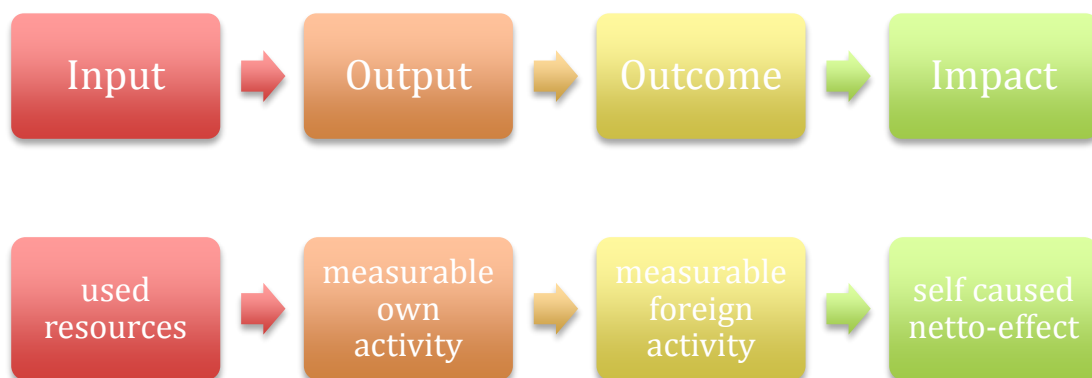 Input
Output
Outcome
Impact
used
resources
measurable
own
activity
measurable
foreign
activity
self caused
netto-effect